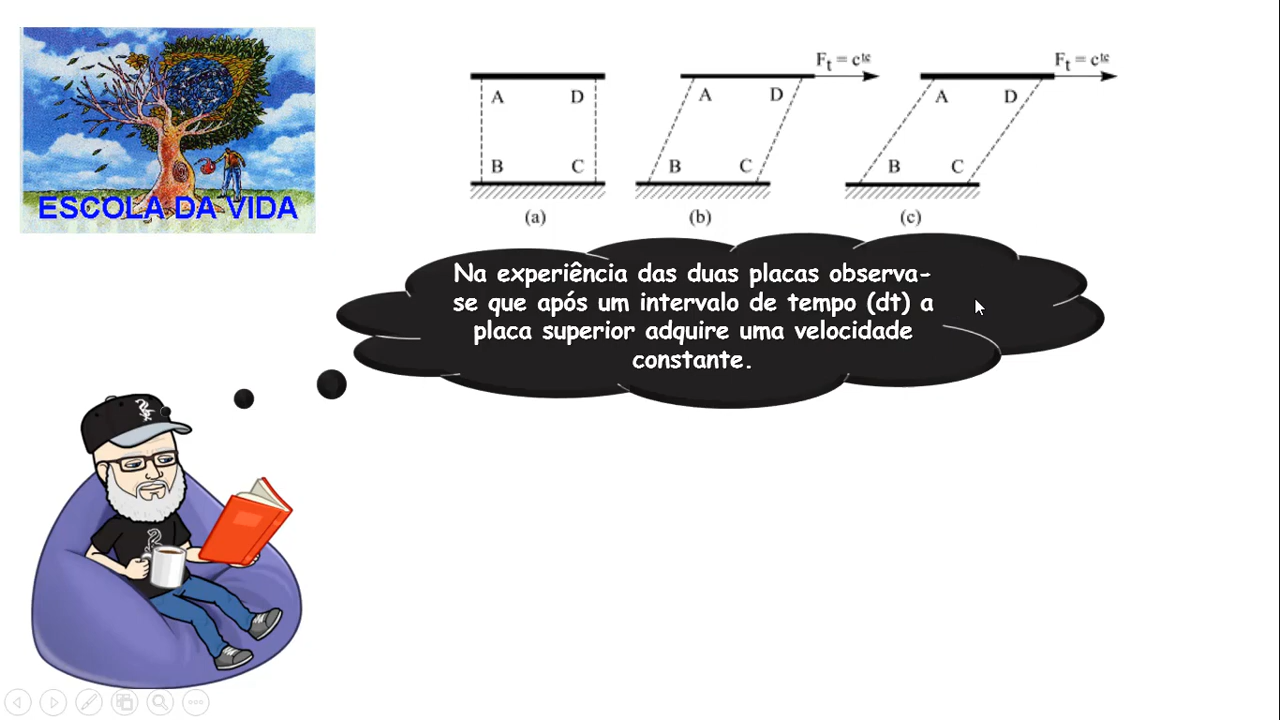 ESCOLA DA VIDA
Ft = cte
Ft = cte
A D
A D
A D
B C
B C
B C
(a)
(b)
(c)
Na experiência das duas placas observa-
se que após um intervalo de tempo (dt) a
placa superior adquire uma velocidade
constante.